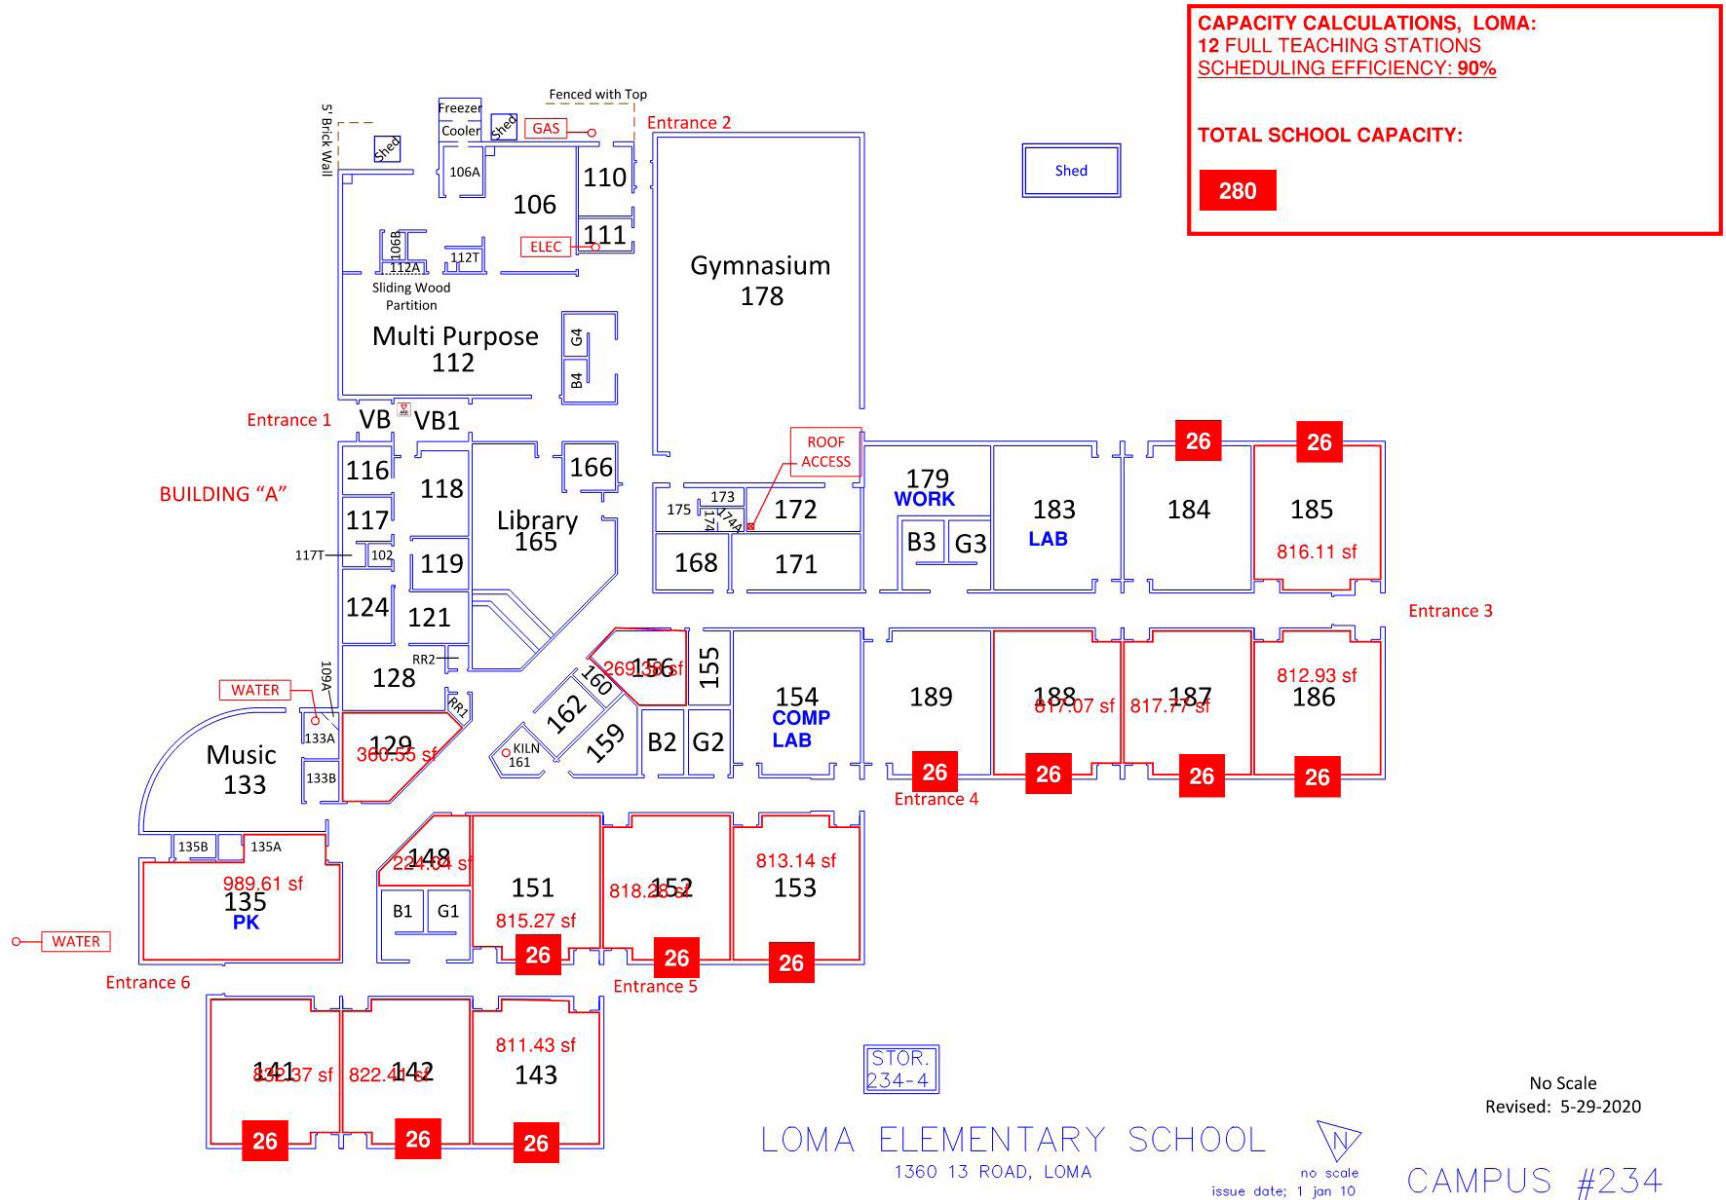 CAPACITY CALCULATIONS, LOMA:
12 FULL TEACHING STATIONS
SCHEDULING EFFICIENCY: 90%
TOTAL SCHOOL CAPACITY:
280
Fenced with Top
5' Brick Wall
Shed
Freezer
Cooler
Shed
GAS
Entrance 2
106A
106
110
111
ELEC
106B
112A
112T
Sliding Wood
Partition
Multi Purpose
112
G4
B4
Gymnasium
178
Shed
Entrance 1
VB
VB1
BUILDING “A”
116
117
117T
102
118
119
124
121
128
RR2
RR1
109A
WATER
Library
165
166
ROOF
ACCESS
175
173
174
174A
172
168
171
179
WORK
B3
G3
183
LAB
26
184
26
185
816.11 sf
Entrance 3
Music
133
133A
133B
129
360.55 sf
KILN
161
162
160
159
156
269.38 sf
155
B2
G2
154
COMP
LAB
189
26
188
817.07 sf
26
187
817.77 sf
26
812.93 sf
186
26
Entrance 4
135B
135A
989.61 sf
135
PK
WATER
Entrance 6
148
224.64 sf
B1
G1
151
815.27 sf
26
152
818.28 sf
26
813.14 sf
153
26
Entrance 5
141
832.37 sf
26
142
822.41 sf
26
811.43 sf
143
26
STOR.
234-4
No Scale
Revised: 5-29-2020
LOMA ELEMENTARY SCHOOL
1360 13 ROAD, LOMA
N
no scale
issue date; 1 jan 10
CAMPUS #234